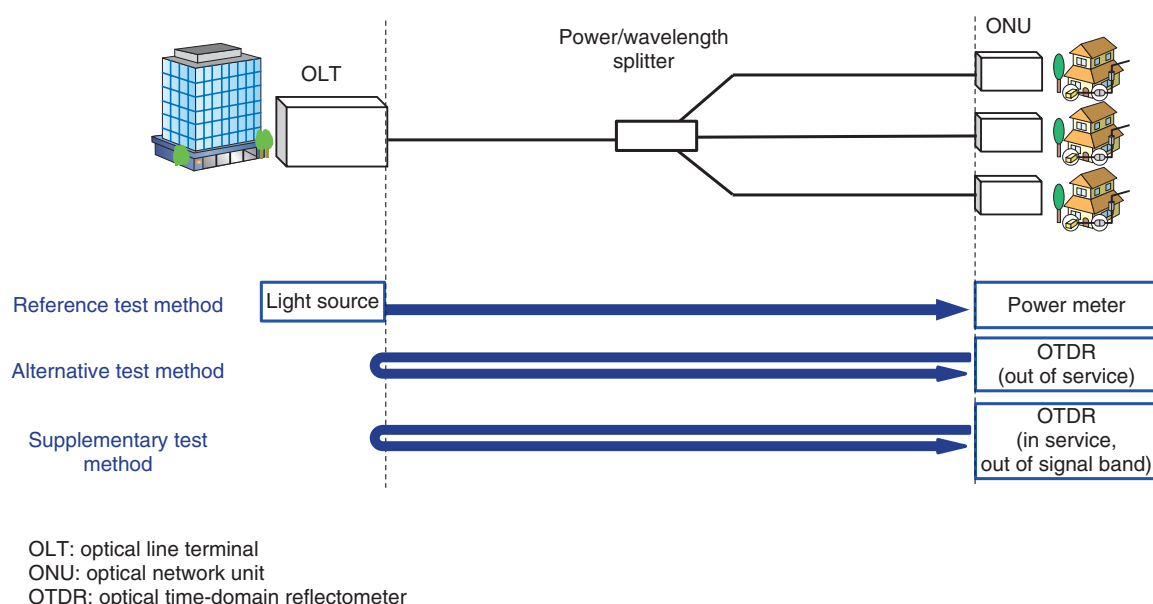 ONU
Power/wavelength
splitter
OLT
Reference test method
Light source
Power meter
Alternative test method
OTDR
(out of service)
Supplementary test
method
OTDR
(in service,
out of signal band)
OLT: optical line terminal
ONU: optical network unit
OTDR: optical time-domain reflectometer